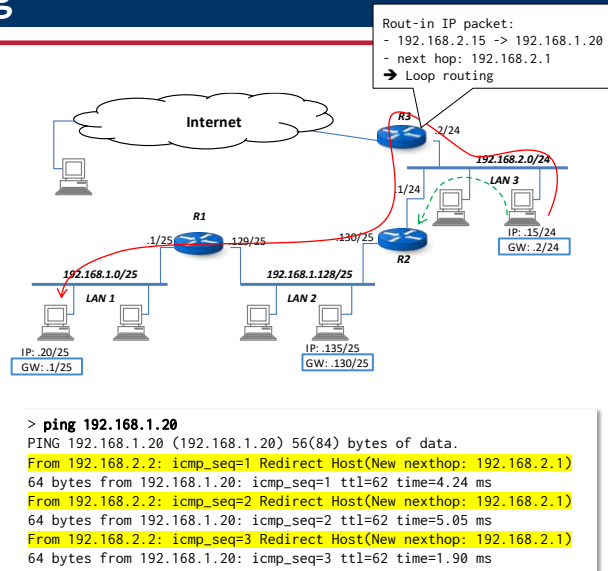 g
Rout-in IP packet:
- 192.168.2.15 -> 192.168.1.20
- next hop: 192.168.2.1
➔ Loop routing
Internet
R3
.2/24
192.168.2.0/24
LAN 3
.1/24
IP: .15/24
GW: .2/24
R1
.1/25
.129/25
.130/25
R2
192.168.1.0/25
LAN 1
192.168.1.128/25
LAN 2
IP: .20/25
GW: .1/25
IP: .135/25
GW: .130/25
> ping 192.168.1.20
PING 192.168.1.20 (192.168.1.20) 56(84) bytes of data.
From 192.168.2.2: icmp_seq=1 Redirect Host(New nexthop: 192.168.2.1)
64 bytes from 192.168.1.20: icmp_seq=1 ttl=62 time=4.24 ms
From 192.168.2.2: icmp_seq=2 Redirect Host(New nexthop: 192.168.2.1)
64 bytes from 192.168.1.20: icmp_seq=2 ttl=62 time=5.05 ms
From 192.168.2.2: icmp_seq=3 Redirect Host(New nexthop: 192.168.2.1)
64 bytes from 192.168.1.20: icmp_seq=3 ttl=62 time=1.90 ms